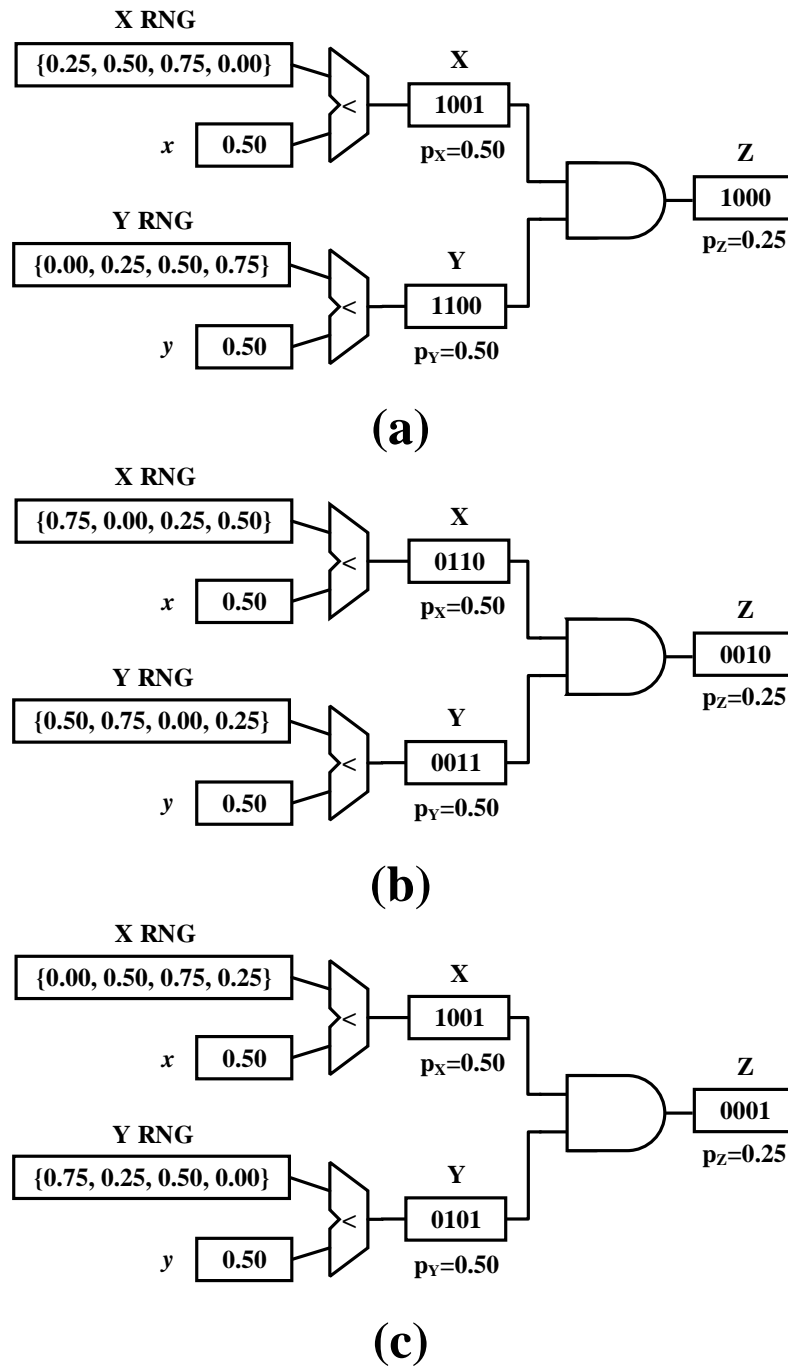 X RNG
{0.25, 0.50, 0.75, 0.00}
<
X
1001
x
0.50
pX=0.50
Z
1000
pZ=0.25
Y RNG
{0.00, 0.25, 0.50, 0.75}
<
Y
1100
y
0.50
pY=0.50
(a)
X RNG
{0.75, 0.00, 0.25, 0.50}
<
X
0110
x
0.50
pX=0.50
Z
0010
pZ=0.25
Y RNG
{0.50, 0.75, 0.00, 0.25}
<
Y
0011
y
0.50
pY=0.50
(b)
X RNG
{0.00, 0.50, 0.75, 0.25}
<
X
1001
x
0.50
pX=0.50
Z
0001
pZ=0.25
Y RNG
{0.75, 0.25, 0.50, 0.00}
<
Y
0101
y
0.50
pY=0.50
(c)